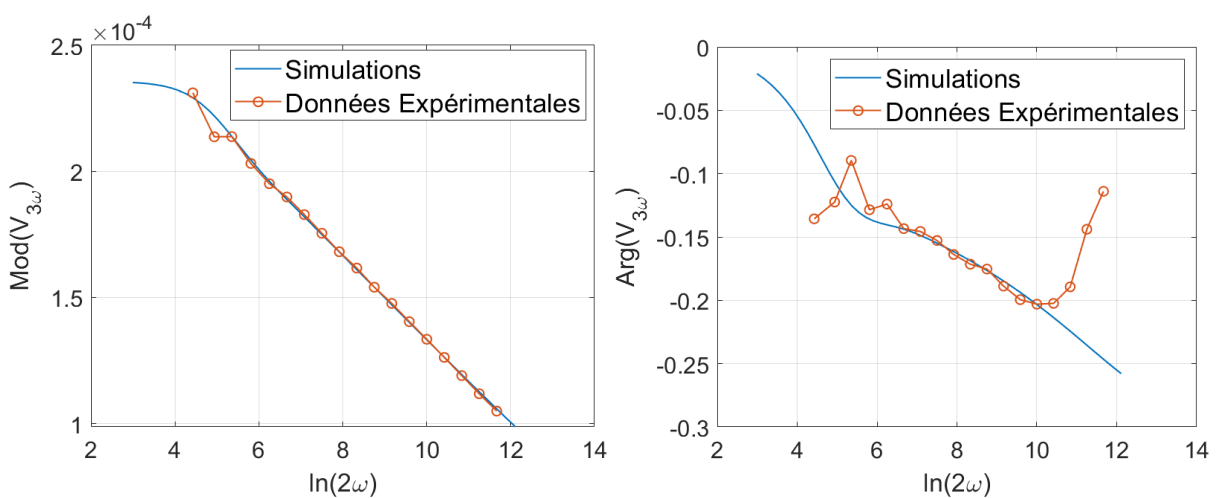 ×10⁻⁴
2.5
2
1.5
1
2 4 6 8 10 12 14
Mod(V₃ω)
ln(2ω)
Simulations
Données Expérimentales
0
-0.05
-0.1
-0.15
-0.2
-0.25
-0.3
2 4 6 8 10 12 14
Arg(V₃ω)
ln(2ω)
Simulations
Données Expérimentales